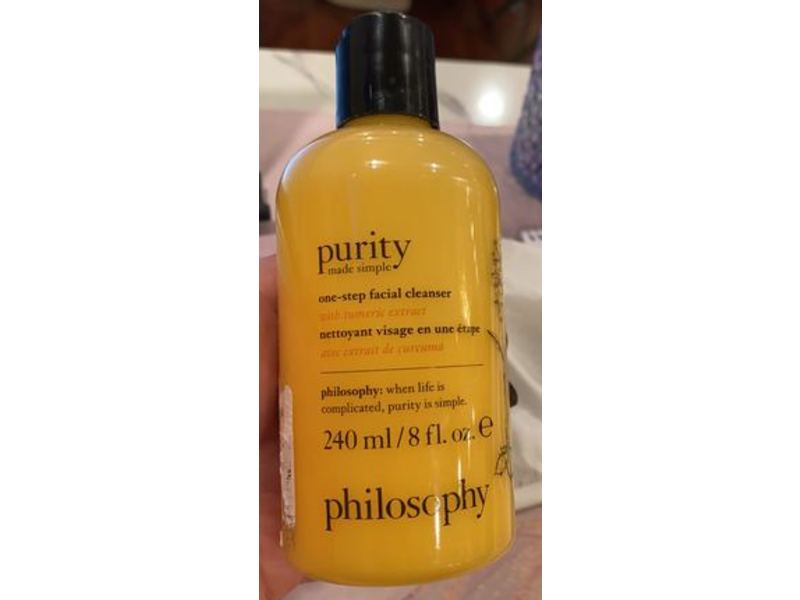 purity
made simple
one-step facial cleanser
with tumeric extract
nettoyant visage en une étape
avec extrait de curcuma
philosophy: when life is
complicated, purity is simple.
240 ml/8 fl. oz. e
philosophy